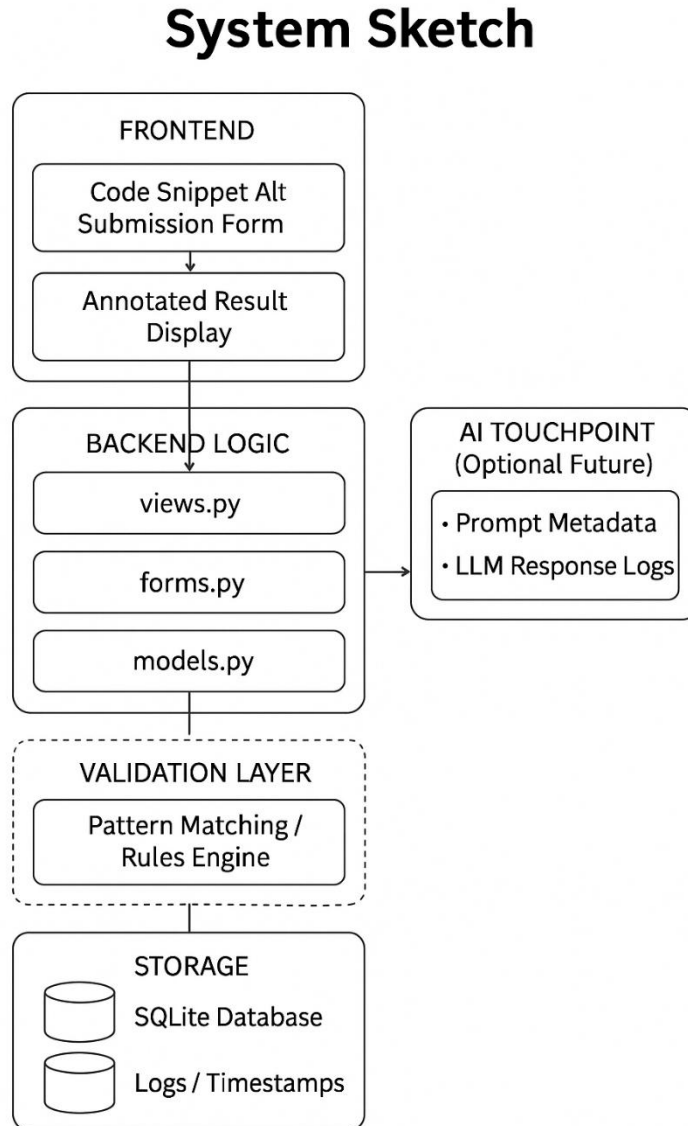 System Sketch
FRONTEND
Code Snippet Alt
Submission Form
Annotated Result
Display
BACKEND LOGIC
views.py
forms.py
models.py
AI TOUCHPOINT
(Optional Future)
• Prompt Metadata
• LLM Response Logs
VALIDATION LAYER
Pattern Matching /
Rules Engine
STORAGE
SQLite Database
Logs / Timestamps